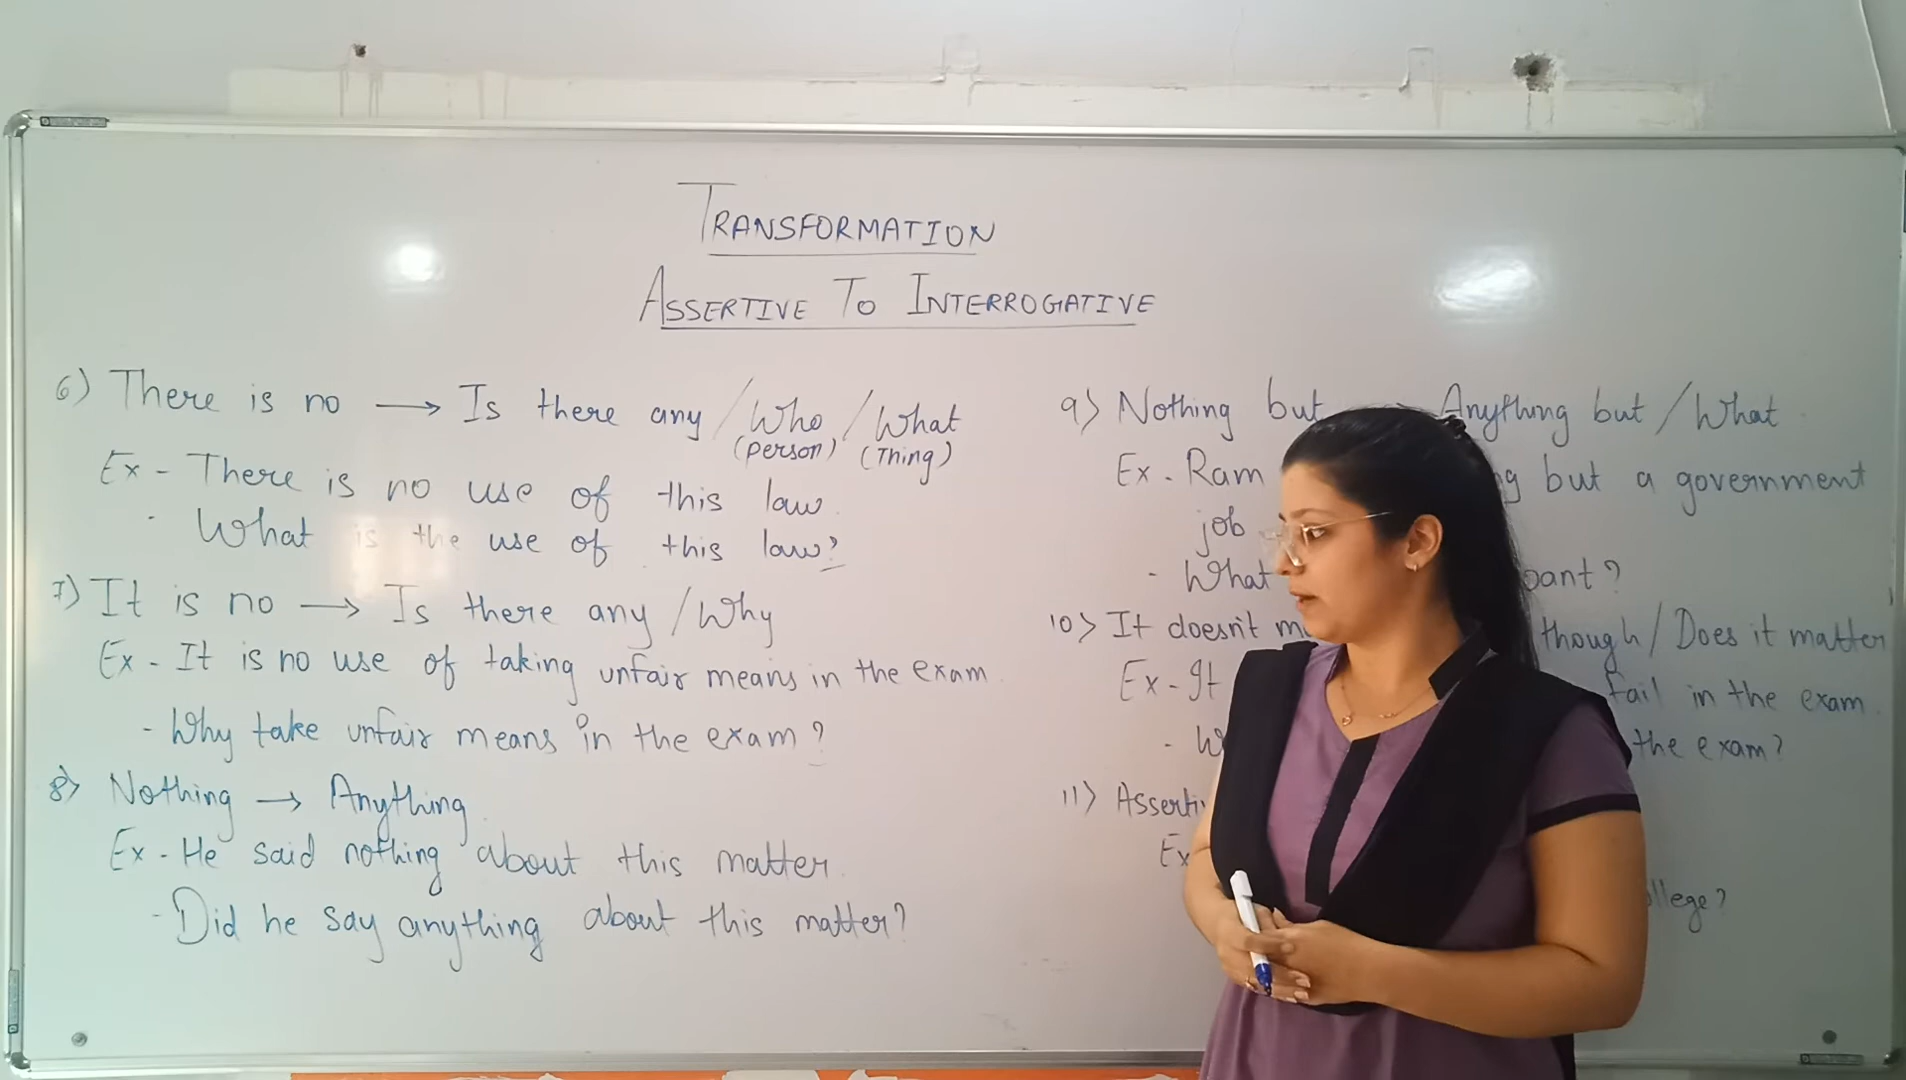 TRANSFORMATION
ASSERTIVE TO INTERROGATIVE
6) There is no → Is there any / Who / What
(person) (Thing)
Ex - There is no use of this law.
- What is the use of this law?
7) It is no → Is there any / Why
Ex - It is no use of taking unfair means in the exam.
- Why take unfair means in the exam?
8) Nothing → Anything.
Ex - He said nothing about this matter.
- Did he say anything about this matter?
9) Nothing but Anything but / What
Ex - Ram but a government
job
- What ?
10) It doesn't though / Does it matter
Ex - It fail in the exam.
- the exam?
11)
Ex